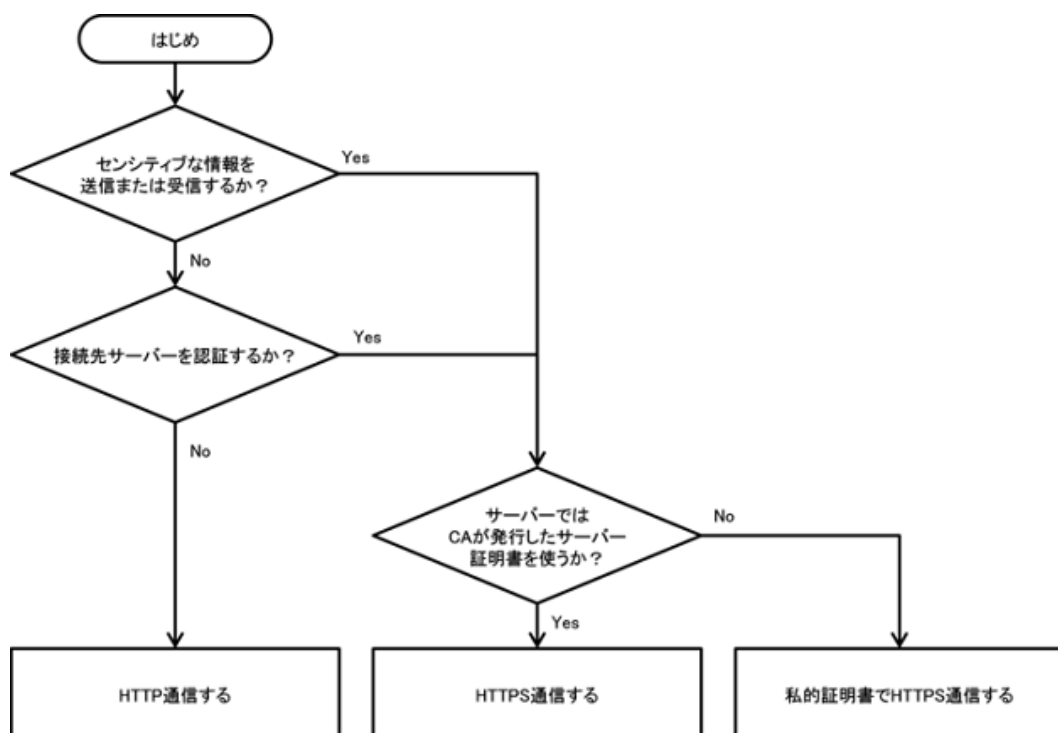 はじめ
センシティブな情報を
送信または受信するか？
Yes
No
接続先サーバーを認証するか？
Yes
No
サーバーでは
CAが発行したサーバー
証明書を使うか？
No
Yes
HTTP通信する
HTTPS通信する
私的証明書でHTTPS通信する